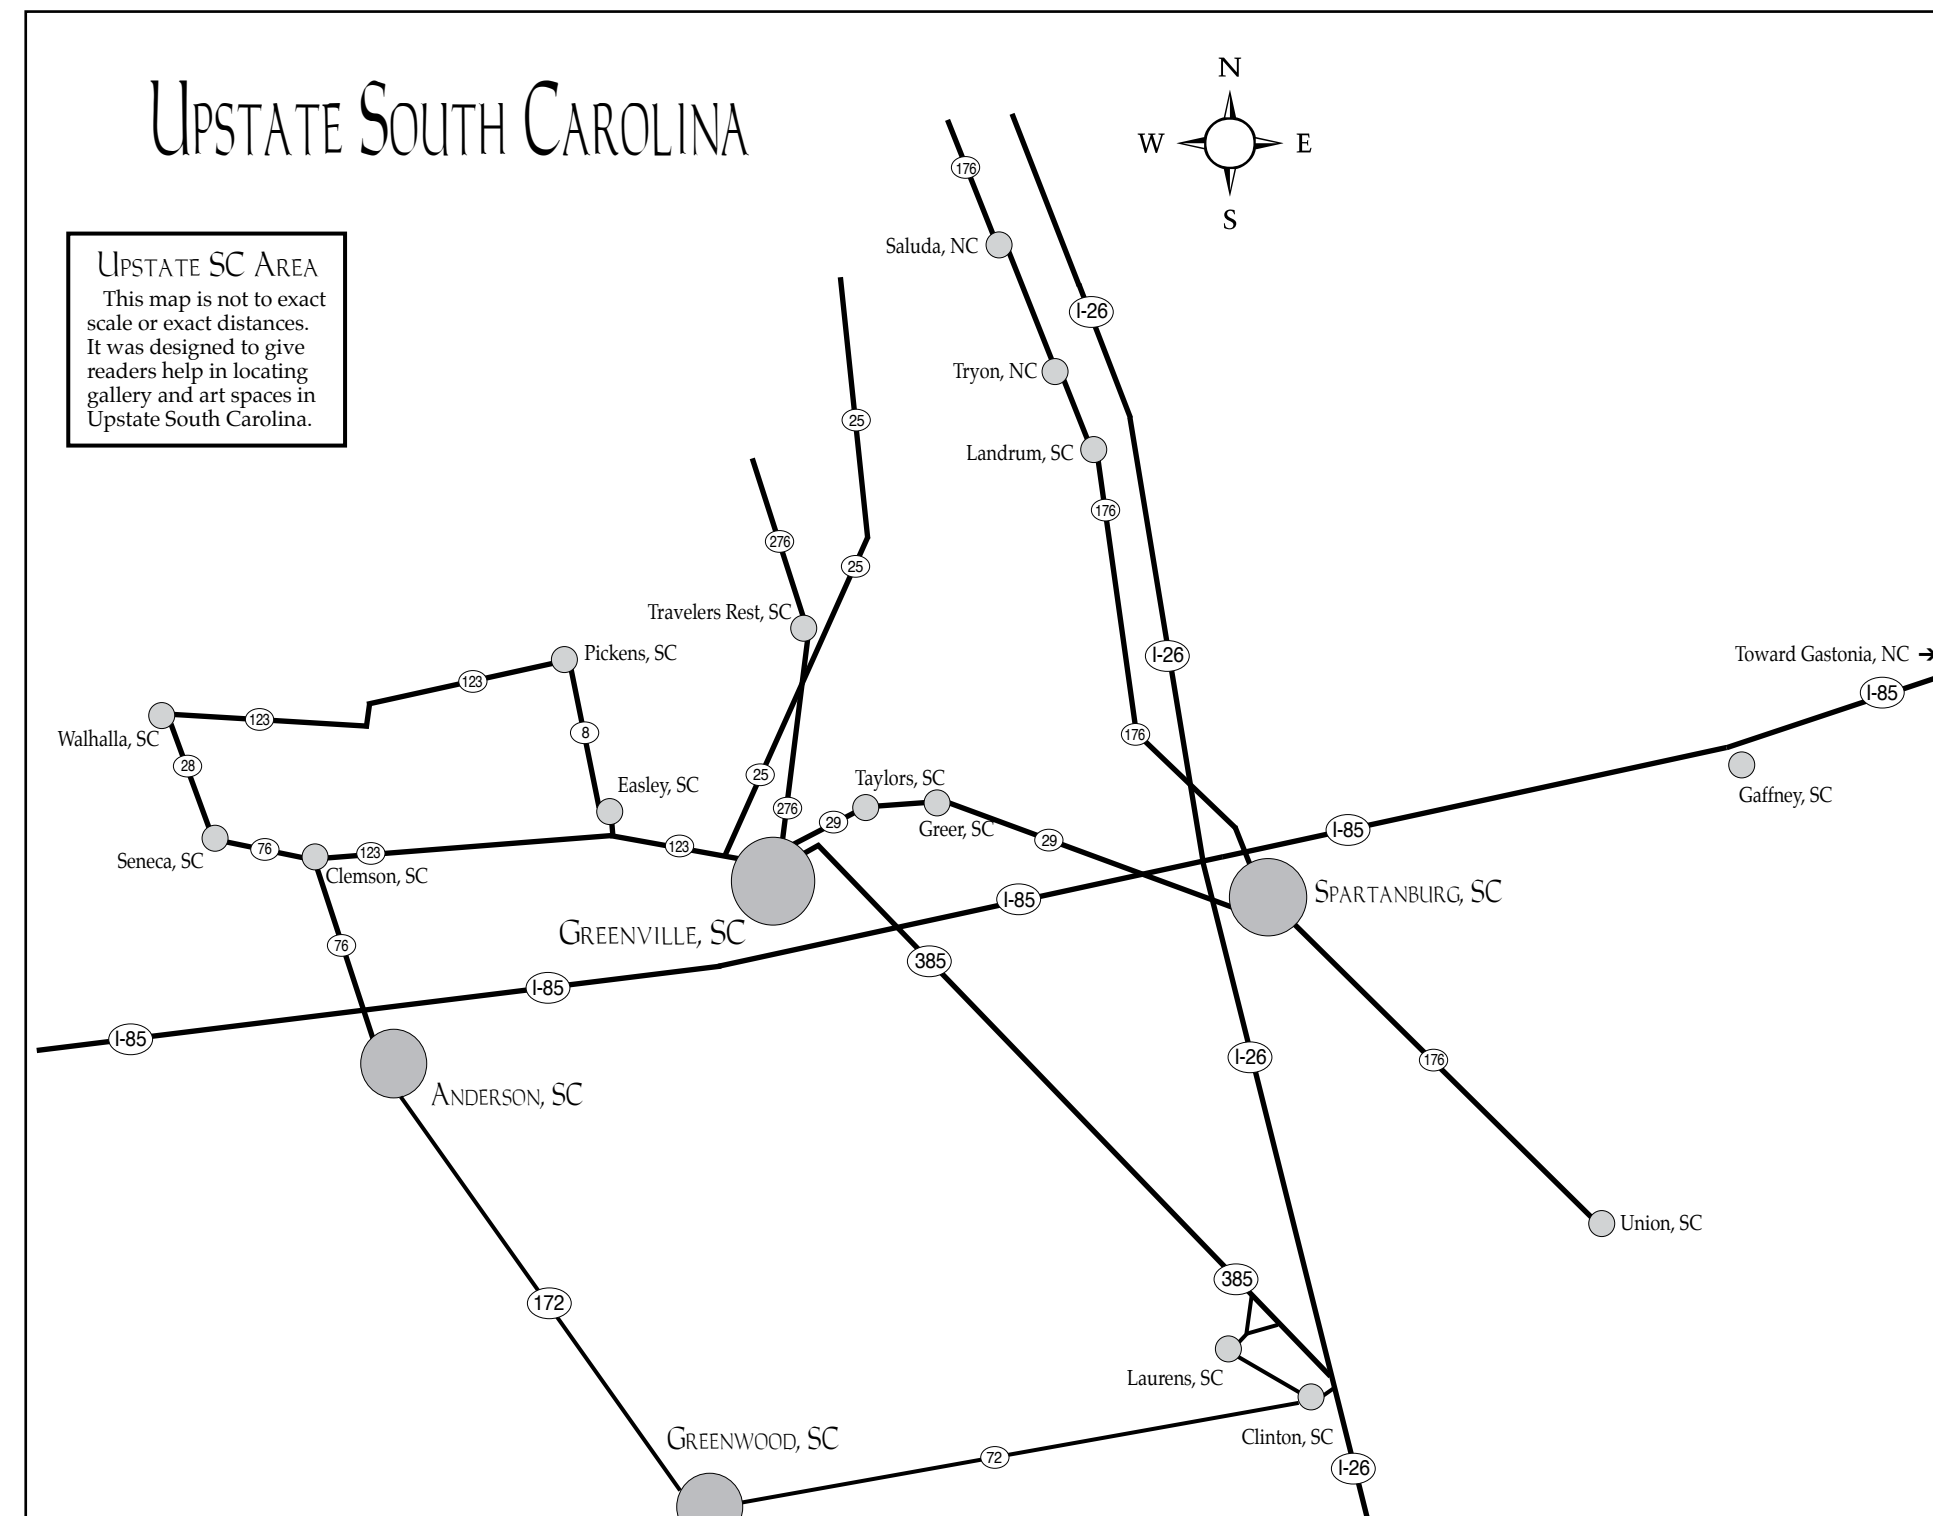 Upstate South Carolina
N
W
E
S
176
Saluda, NC
Upstate SC Area
This map is not to exact
scale or exact distances.
It was designed to give
readers help in locating
gallery and art spaces in
Upstate South Carolina.
I-26
Tryon, NC
25
Landrum, SC
176
276
25
Travelers Rest, SC
Pickens, SC
I-26
Toward Gastonia, NC ➔
123
I-85
Walhalla, SC
123
8
176
28
25
Taylors, SC
Gaffney, SC
Easley, SC
276
29
Greer, SC
29
I-85
Seneca, SC
76
123
123
Clemson, SC
Spartanburg, SC
I-85
Greenville, SC
76
385
I-85
I-85
I-26
176
Anderson, SC
Union, SC
385
172
Laurens, SC
Clinton, SC
Greenwood, SC
72
I-26